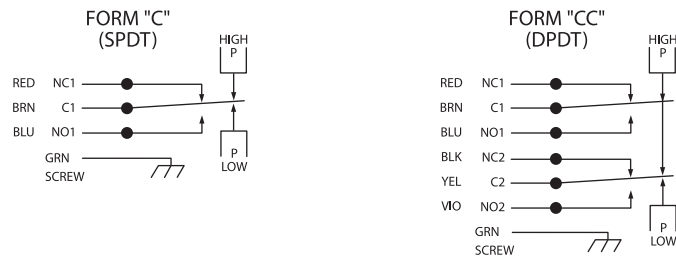 FORM "C"
(SPDT)
HIGH
P
RED NC1
BRN C1
BLU NO1
GRN
SCREW
P
LOW
FORM "CC"
(DPDT)
HIGH
P
RED NC1
BRN C1
BLU NO1
BLK NC2
YEL C2
VIO NO2
GRN
SCREW
P
LOW